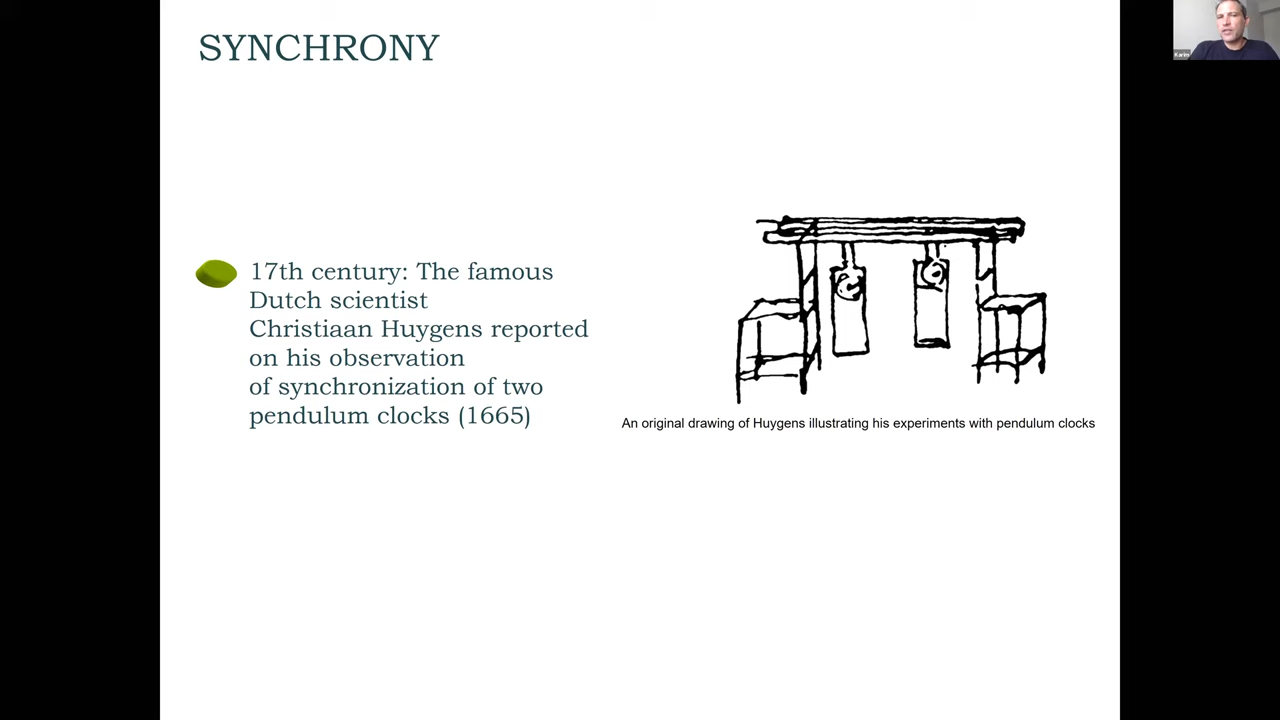 SYNCHRONY
17th century: The famous
Dutch scientist
Christiaan Huygens reported
on his observation
of synchronization of two
pendulum clocks (1665)
An original drawing of Huygens illustrating his experiments with pendulum clocks
Karim